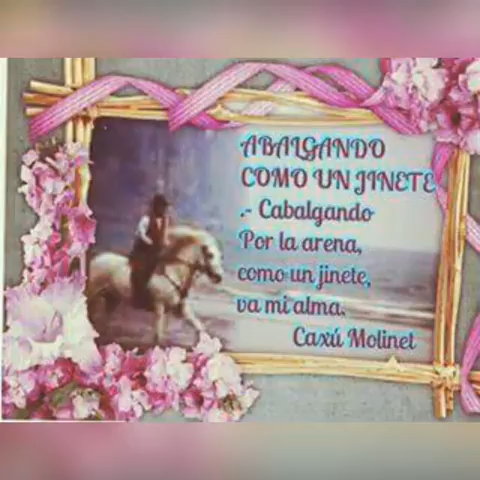 ABALGANDO
COMO UN JINETE
.- Cabalgando
Por la arena,
como un jinete,
va mi alma.
Caxú Molinet